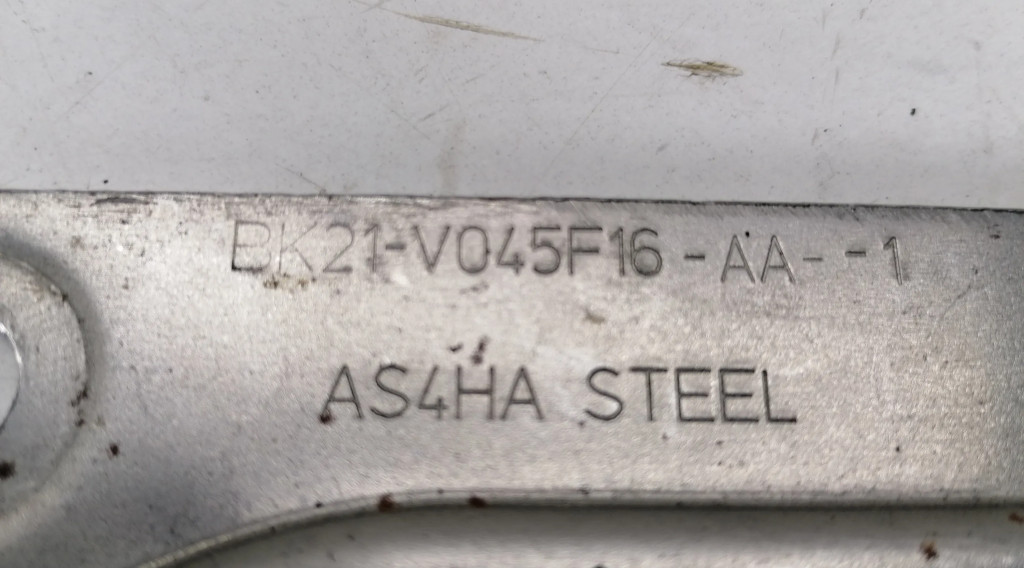 BK21-V045F16-AA--1
AS4HA STEEL